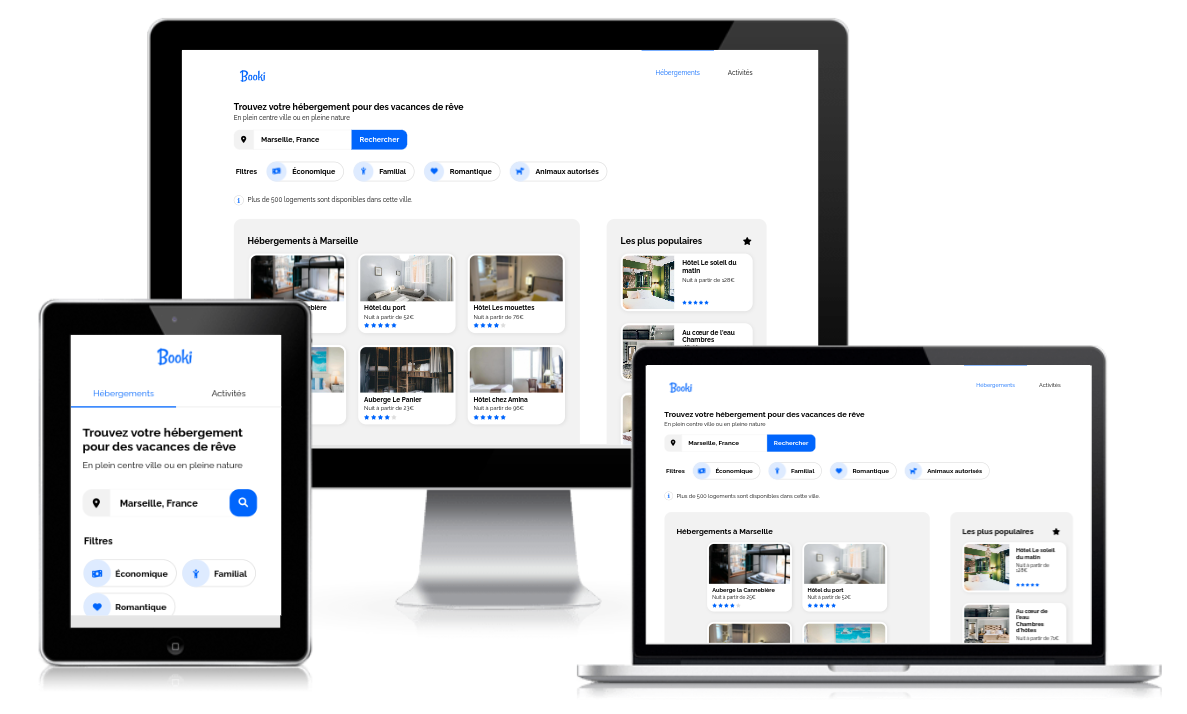 Booki
Hébergements
Activités
Trouvez votre hébergement pour des vacances de rêve
En plein centre ville ou en pleine nature
Marseille, France
Rechercher
Filtres
Économique
Familial
Romantique
Animaux autorisés
Plus de 500 logements sont disponibles dans cette ville.
Hébergements à Marseille
Hôtel du port
Nuit à partir de 52€
Hôtel Les mouettes
Nuit à partir de 76€
Auberge Le Panier
Nuit à partir de 23€
Hôtel chez Amina
Nuit à partir de 96€
Les plus populaires
Hôtel Le soleil du
matin
Nuit à partir de 128€
Au cœur de l'eau
Chambres
Booki
Hébergements
Activités
Trouvez votre hébergement
pour des vacances de rêve
En plein centre ville ou en pleine nature
Marseille, France
Filtres
Économique
Familial
Romantique
Booki
Hébergements
Activités
Trouvez votre hébergement pour des vacances de rêve
En plein centre ville ou en pleine nature
Marseille, France
Rechercher
Filtres
Économique
Familial
Romantique
Animaux autorisés
Plus de 500 logements sont disponibles dans cette ville.
Hébergements à Marseille
Auberge la Cannebière
Nuit à partir de 25€
Hôtel du port
Nuit à partir de 52€
Les plus populaires
Hôtel Le soleil
du matin
Nuit à partir de
128€
Au cœur de
l'eau
Chambres
d'hôtes
Nuit à partir de 71€